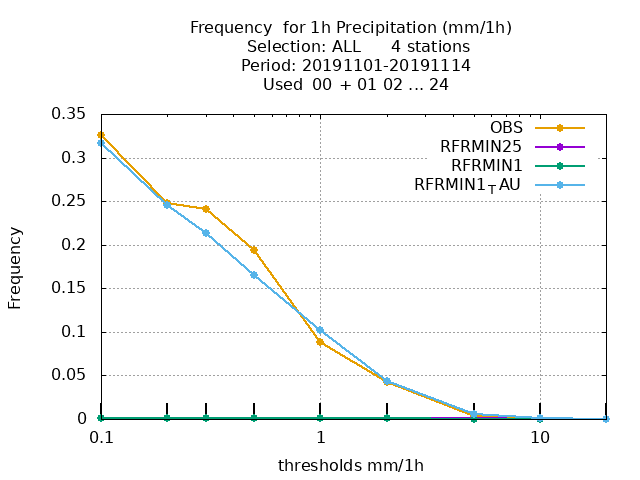 Frequency  for 1h Precipitation (mm/1h)
Selection: ALL      4 stations
Period: 20191101-20191114
Used  00 + 01 02 ... 24
OBS
RFRMIN25
RFRMIN1
RFRMIN1TAU
0.35
0.3
0.25
0.2
0.15
0.1
0.05
0
Frequency
0.1
1
10
thresholds mm/1h